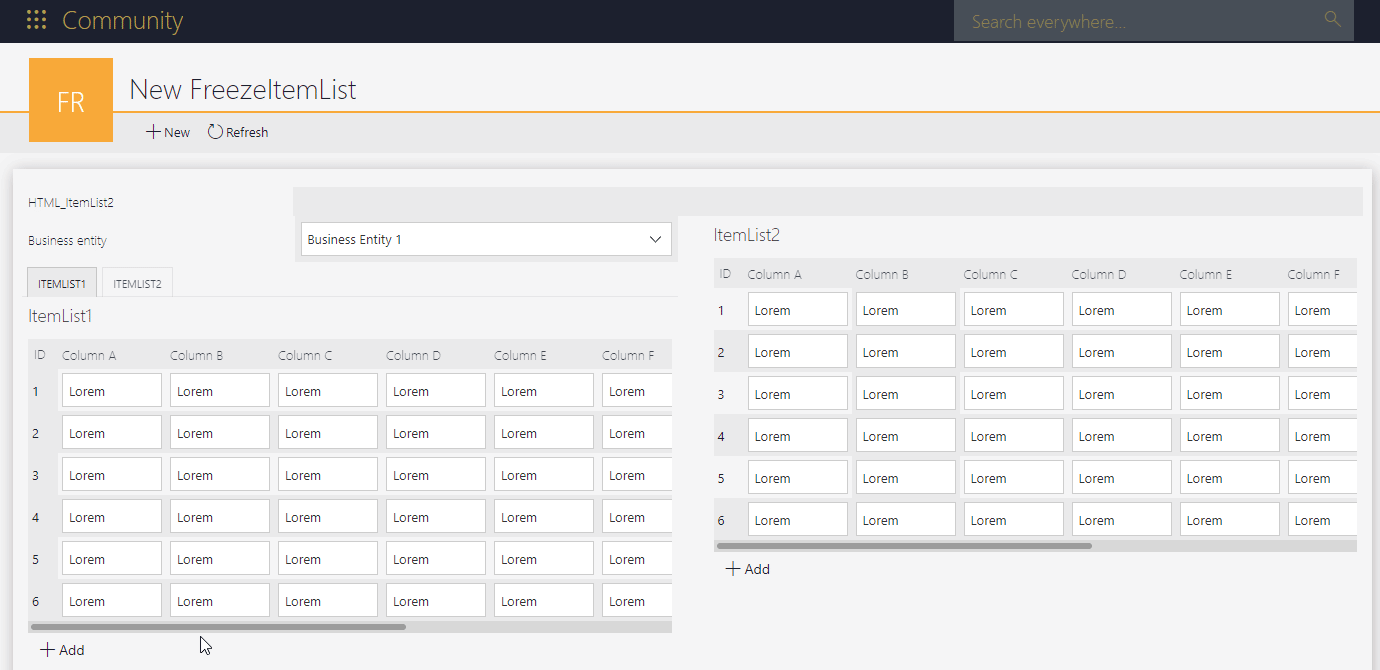 Community
Search everywhere...
FR
New FreezeItemList
New Refresh
HTML_ItemList2
Business entity
Business Entity 1
ITEMLIST1 ITEMLIST2
ItemList1
ID Column A Column B Column C Column D Column E Column F
1 Lorem Lorem Lorem Lorem Lorem Lorem
2 Lorem Lorem Lorem Lorem Lorem Lorem
3 Lorem Lorem Lorem Lorem Lorem Lorem
4 Lorem Lorem Lorem Lorem Lorem Lorem
5 Lorem Lorem Lorem Lorem Lorem Lorem
6 Lorem Lorem Lorem Lorem Lorem Lorem
Add
ItemList2
ID Column A Column B Column C Column D Column E Column F
1 Lorem Lorem Lorem Lorem Lorem Lorem
2 Lorem Lorem Lorem Lorem Lorem Lorem
3 Lorem Lorem Lorem Lorem Lorem Lorem
4 Lorem Lorem Lorem Lorem Lorem Lorem
5 Lorem Lorem Lorem Lorem Lorem Lorem
6 Lorem Lorem Lorem Lorem Lorem Lorem
Add